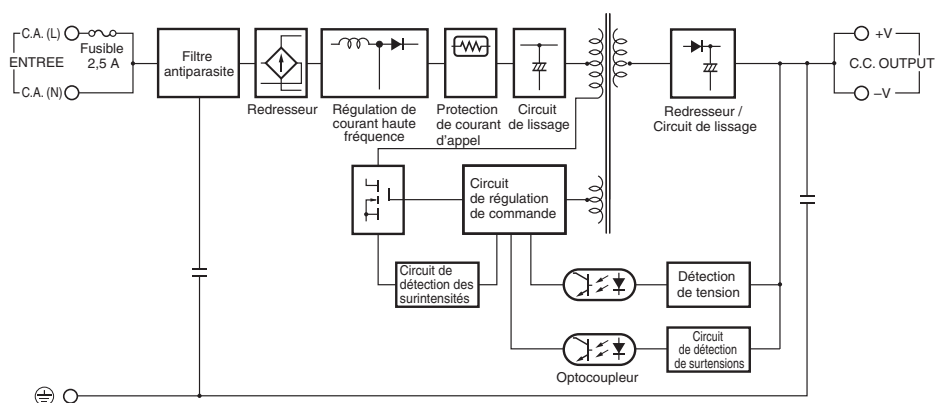 C.A. (L)
Fusible
2,5 A
ENTREE
C.A. (N)
Filtre
antiparasite
Redresseur
Régulation de
courant haute
fréquence
Protection
de courant
d'appel
Circuit
de lissage
Redresseur /
Circuit de lissage
+V
C.C. OUTPUT
–V
Circuit
de régulation
de commande
Circuit de
détection des
surintensités
Détection
de tension
Circuit
de détection
de surtensions
Optocoupleur